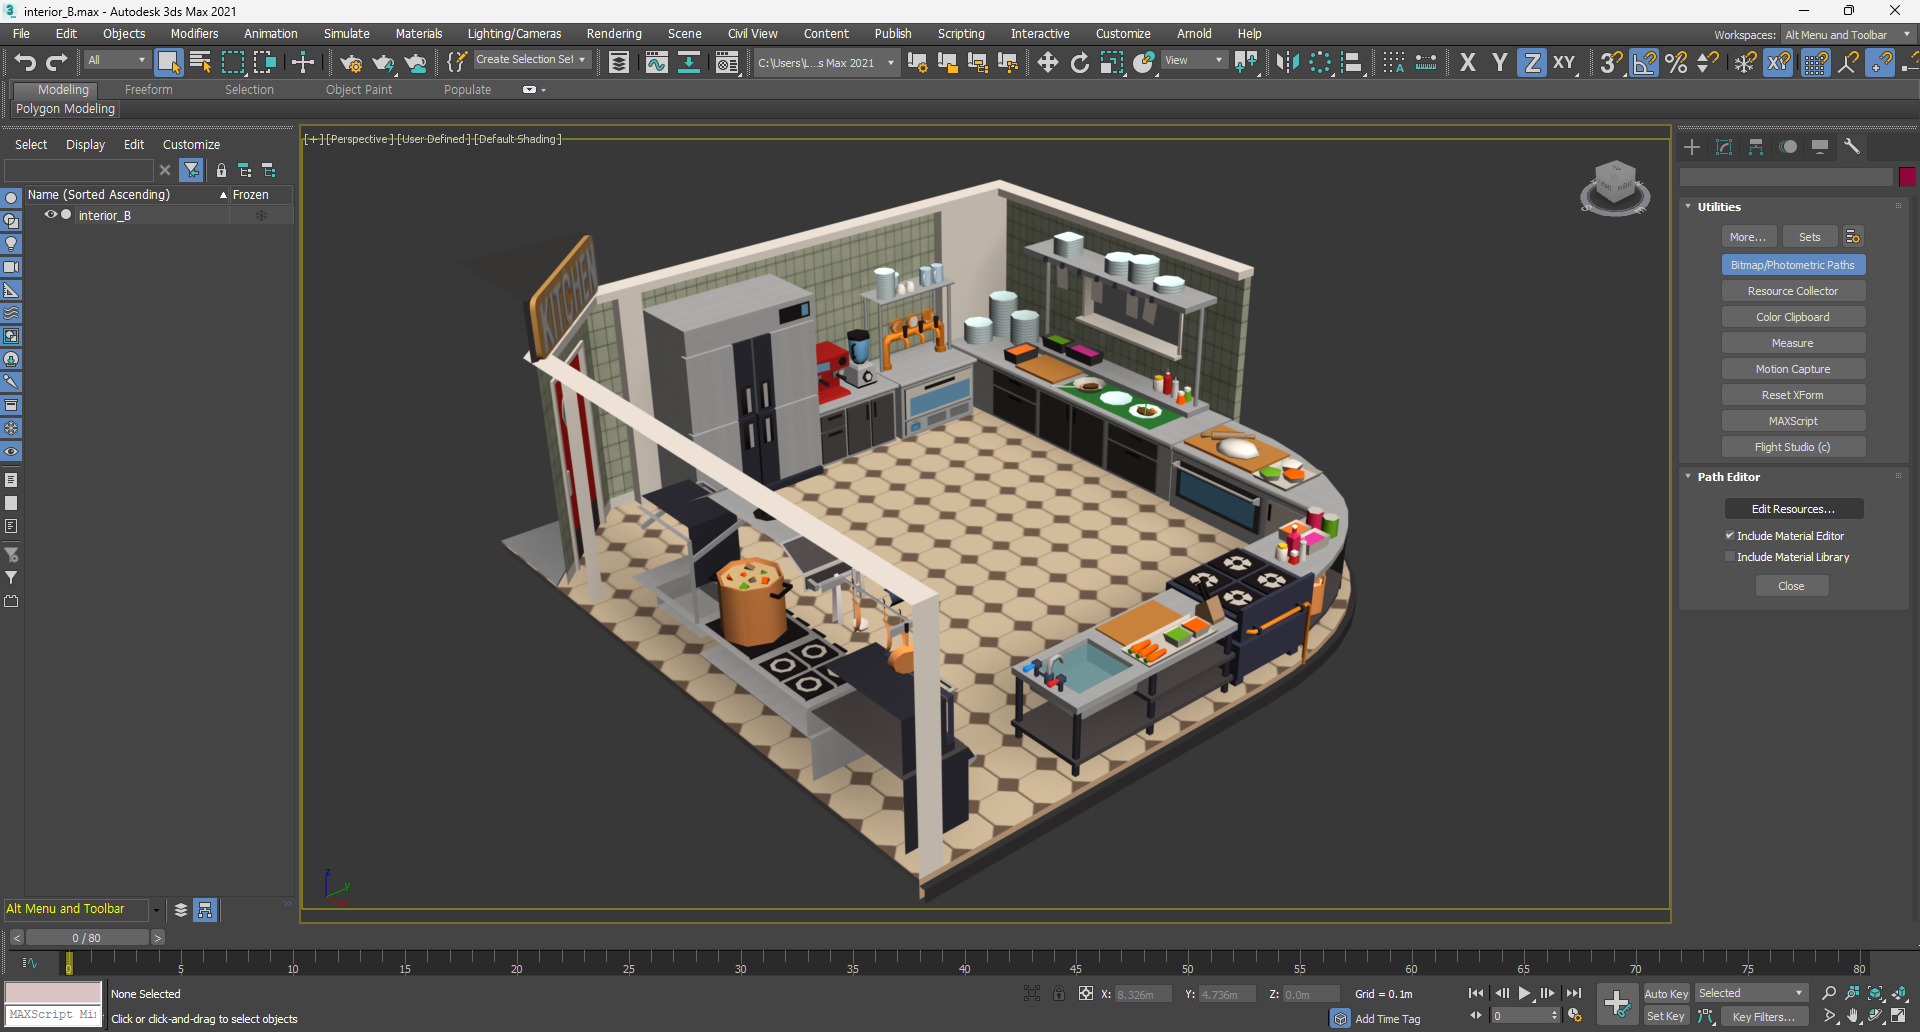 interior_B.max - Autodesk 3ds Max 2021
File Edit Objects Modifiers Animation Simulate Materials Lighting/Cameras Rendering Scene Civil View Content Publish Scripting Interactive Customize Arnold Help
Workspaces: Alt Menu and Toolbar
All
Create Selection Set
C:\Users\L...s Max 2021
View
X Y Z XY
Modeling Freeform Selection Object Paint Populate
Polygon Modeling
Select Display Edit Customize
Name (Sorted Ascending) Frozen
interior_B
[+] [Perspective] [User Defined] [Default Shading]
KITCHEN
Utilities
More... Sets
Bitmap/Photometric Paths
Resource Collector
Color Clipboard
Measure
Motion Capture
Reset XForm
MAXScript
Flight Studio (c)
Path Editor
Edit Resources...
Include Material Editor
Include Material Library
Close
z
y
Alt Menu and Toolbar
< 0 / 80 >
0 5 10 15 20 25 30 35 40 45 50 55 60 65 70 75 80
None Selected
X: 8.326m Y: 4.736m Z: 0.0m Grid = 0.1m
Auto Key Selected
MAXScript Mi
Click or click-and-drag to select objects
Add Time Tag
0
Set Key Key Filters...